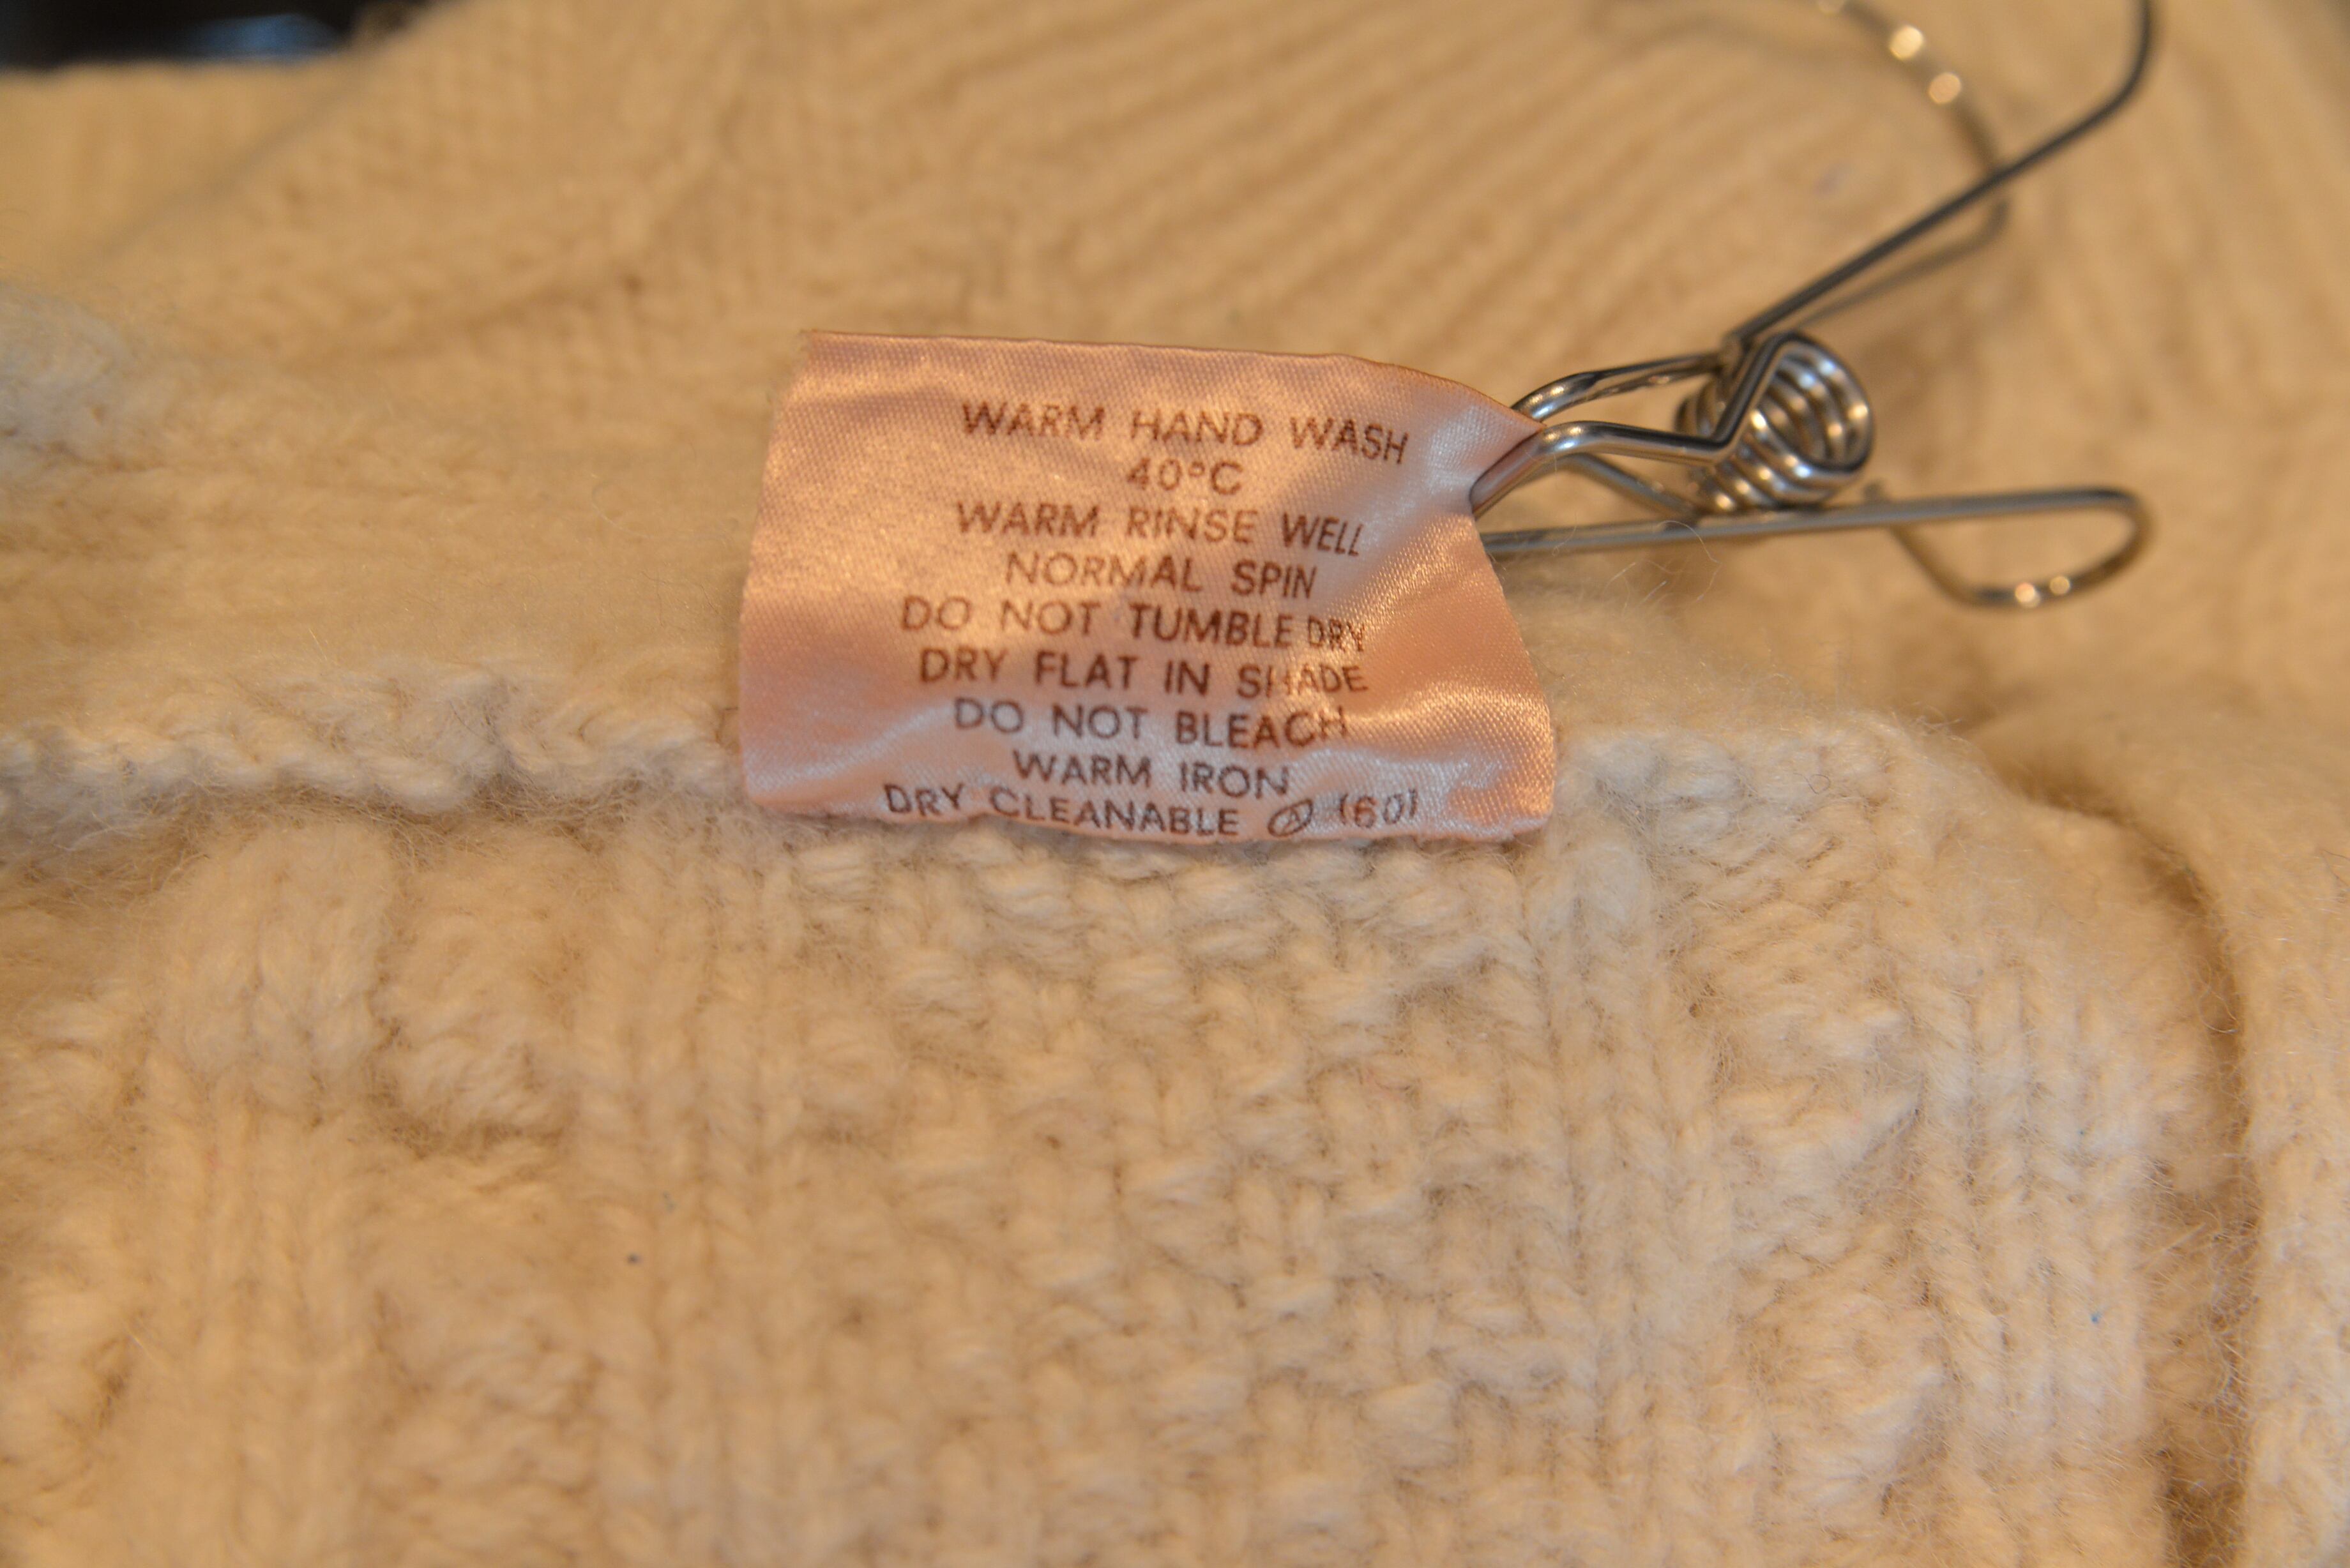 WARM HAND WASH
40°C
WARM RINSE WELL
NORMAL SPIN
DO NOT TUMBLE DRY
DRY FLAT IN SHADE
DO NOT BLEACH
WARM IRON
DRY CLEANABLE Ⓐ (60)